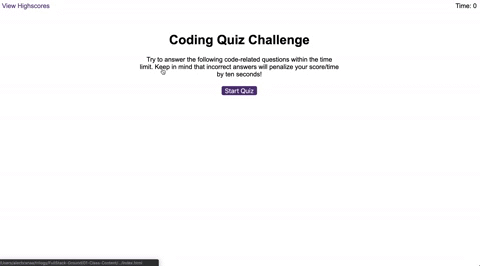 View Highscores
Time: 0
Coding Quiz Challenge
Try to answer the following code-related questions within the time
limit. Keep in mind that incorrect answers will penalize your score/time
by ten seconds!
Start Quiz